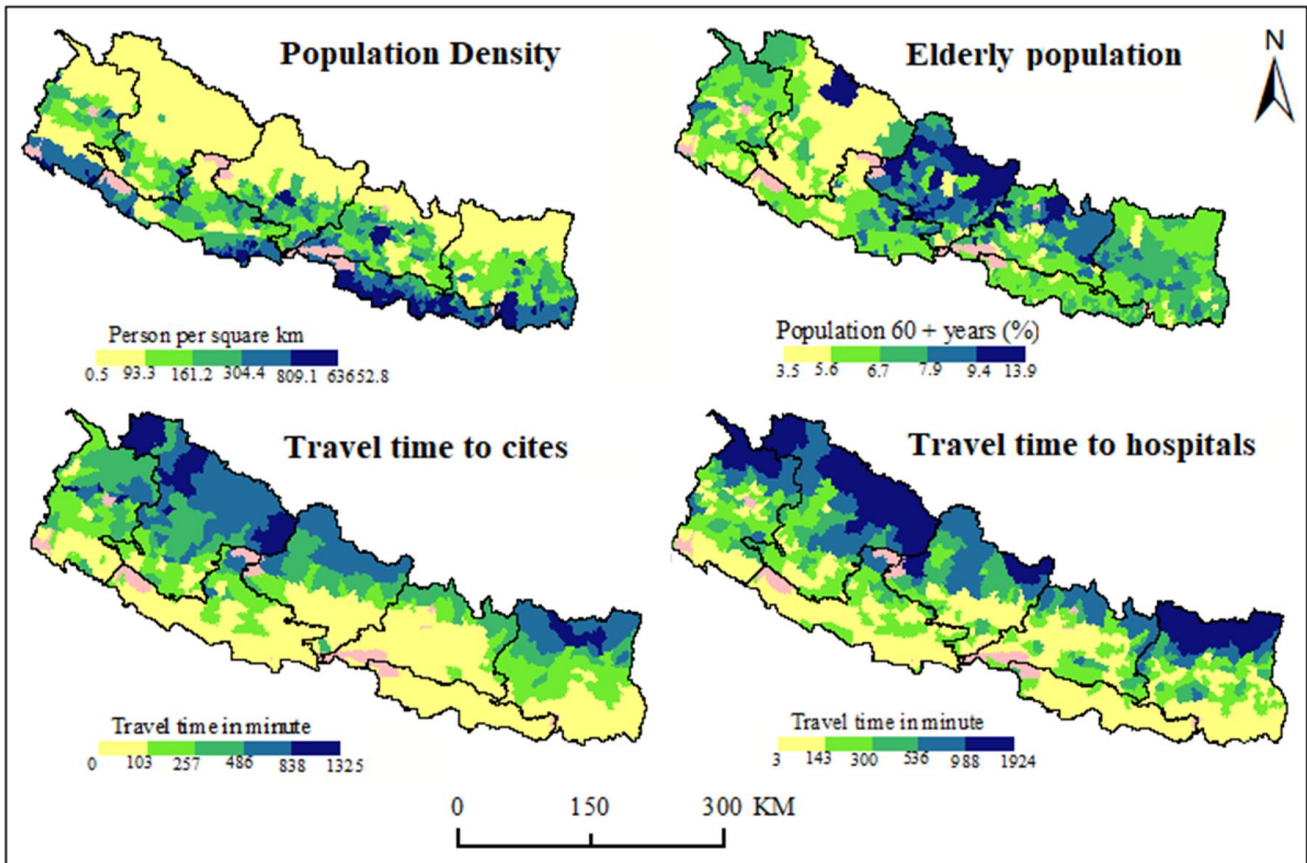 Population Density
Elderly population
N
Person per square km
0.5 93.3 161.2 304.4 809.1 63652.8
Population 60 + years (%)
3.5 5.6 6.7 7.9 9.4 13.9
Travel time to cites
Travel time to hospitals
Travel time in minute
0 103 257 486 838 1325
Travel time in minute
3 143 300 536 988 1924
0 150 300 KM